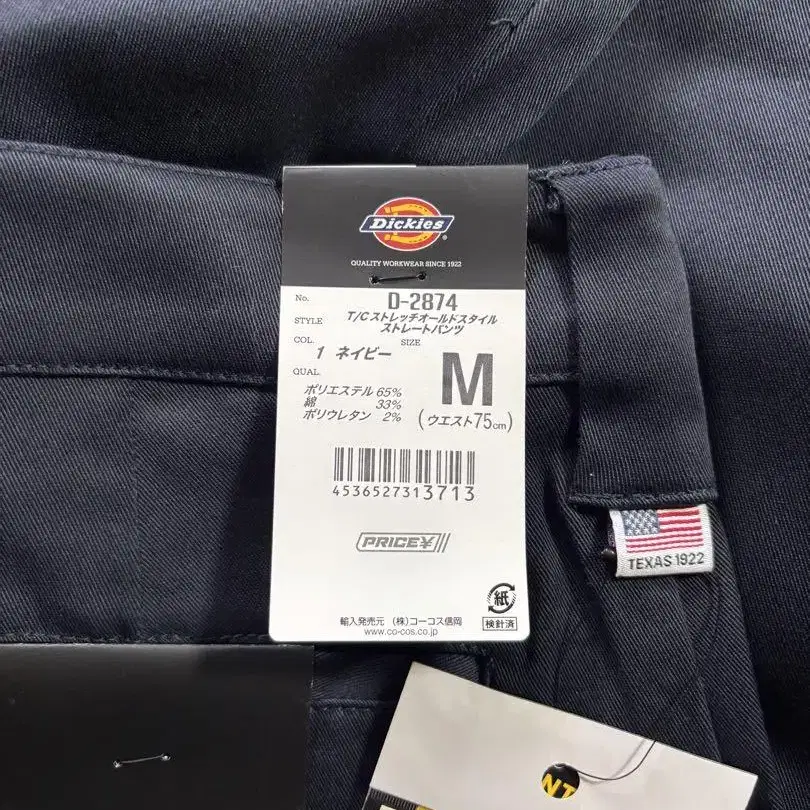 Dickies
QUALITY WORKWEAR SINCE 1922
No. D-2874
STYLE T/Cストレッチオールドスタイル
ストレートパンツ
COL. 1 ネイビー
SIZE M
(ウエスト75cm)
QUAL.
ポリエステル 65%
綿 33%
ポリウレタン 2%
4536527313713
PRICE¥
紙
検針済
輸入発売元 (株)コーコス信岡
www.co-cos.co.jp
TEXAS 1922
NT